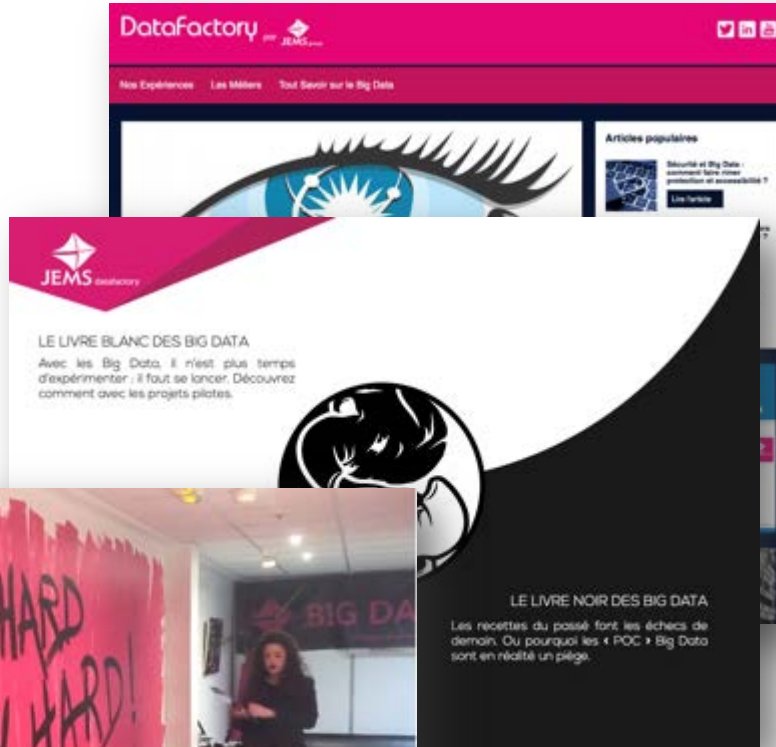 DataFactory par JEMS
Nos Expériences Les Métiers Tout Savoir sur le Big Data
Articles populaires
Sécurité et Big Data :
comment faire rimer
protection et accessibilité ?
Lire l'article
JEMS datafactory
LE LIVRE BLANC DES BIG DATA
Avec les Big Data, il n'est plus temps
d'expérimenter : il faut se lancer. Découvrez
comment avec les projets pilotes.
LE LIVRE NOIR DES BIG DATA
Les recettes du passé font les échecs de
demain. Ou pourquoi les « POC » Big Data
sont en réalité un piège.
HARD
HARD!
BIG DA